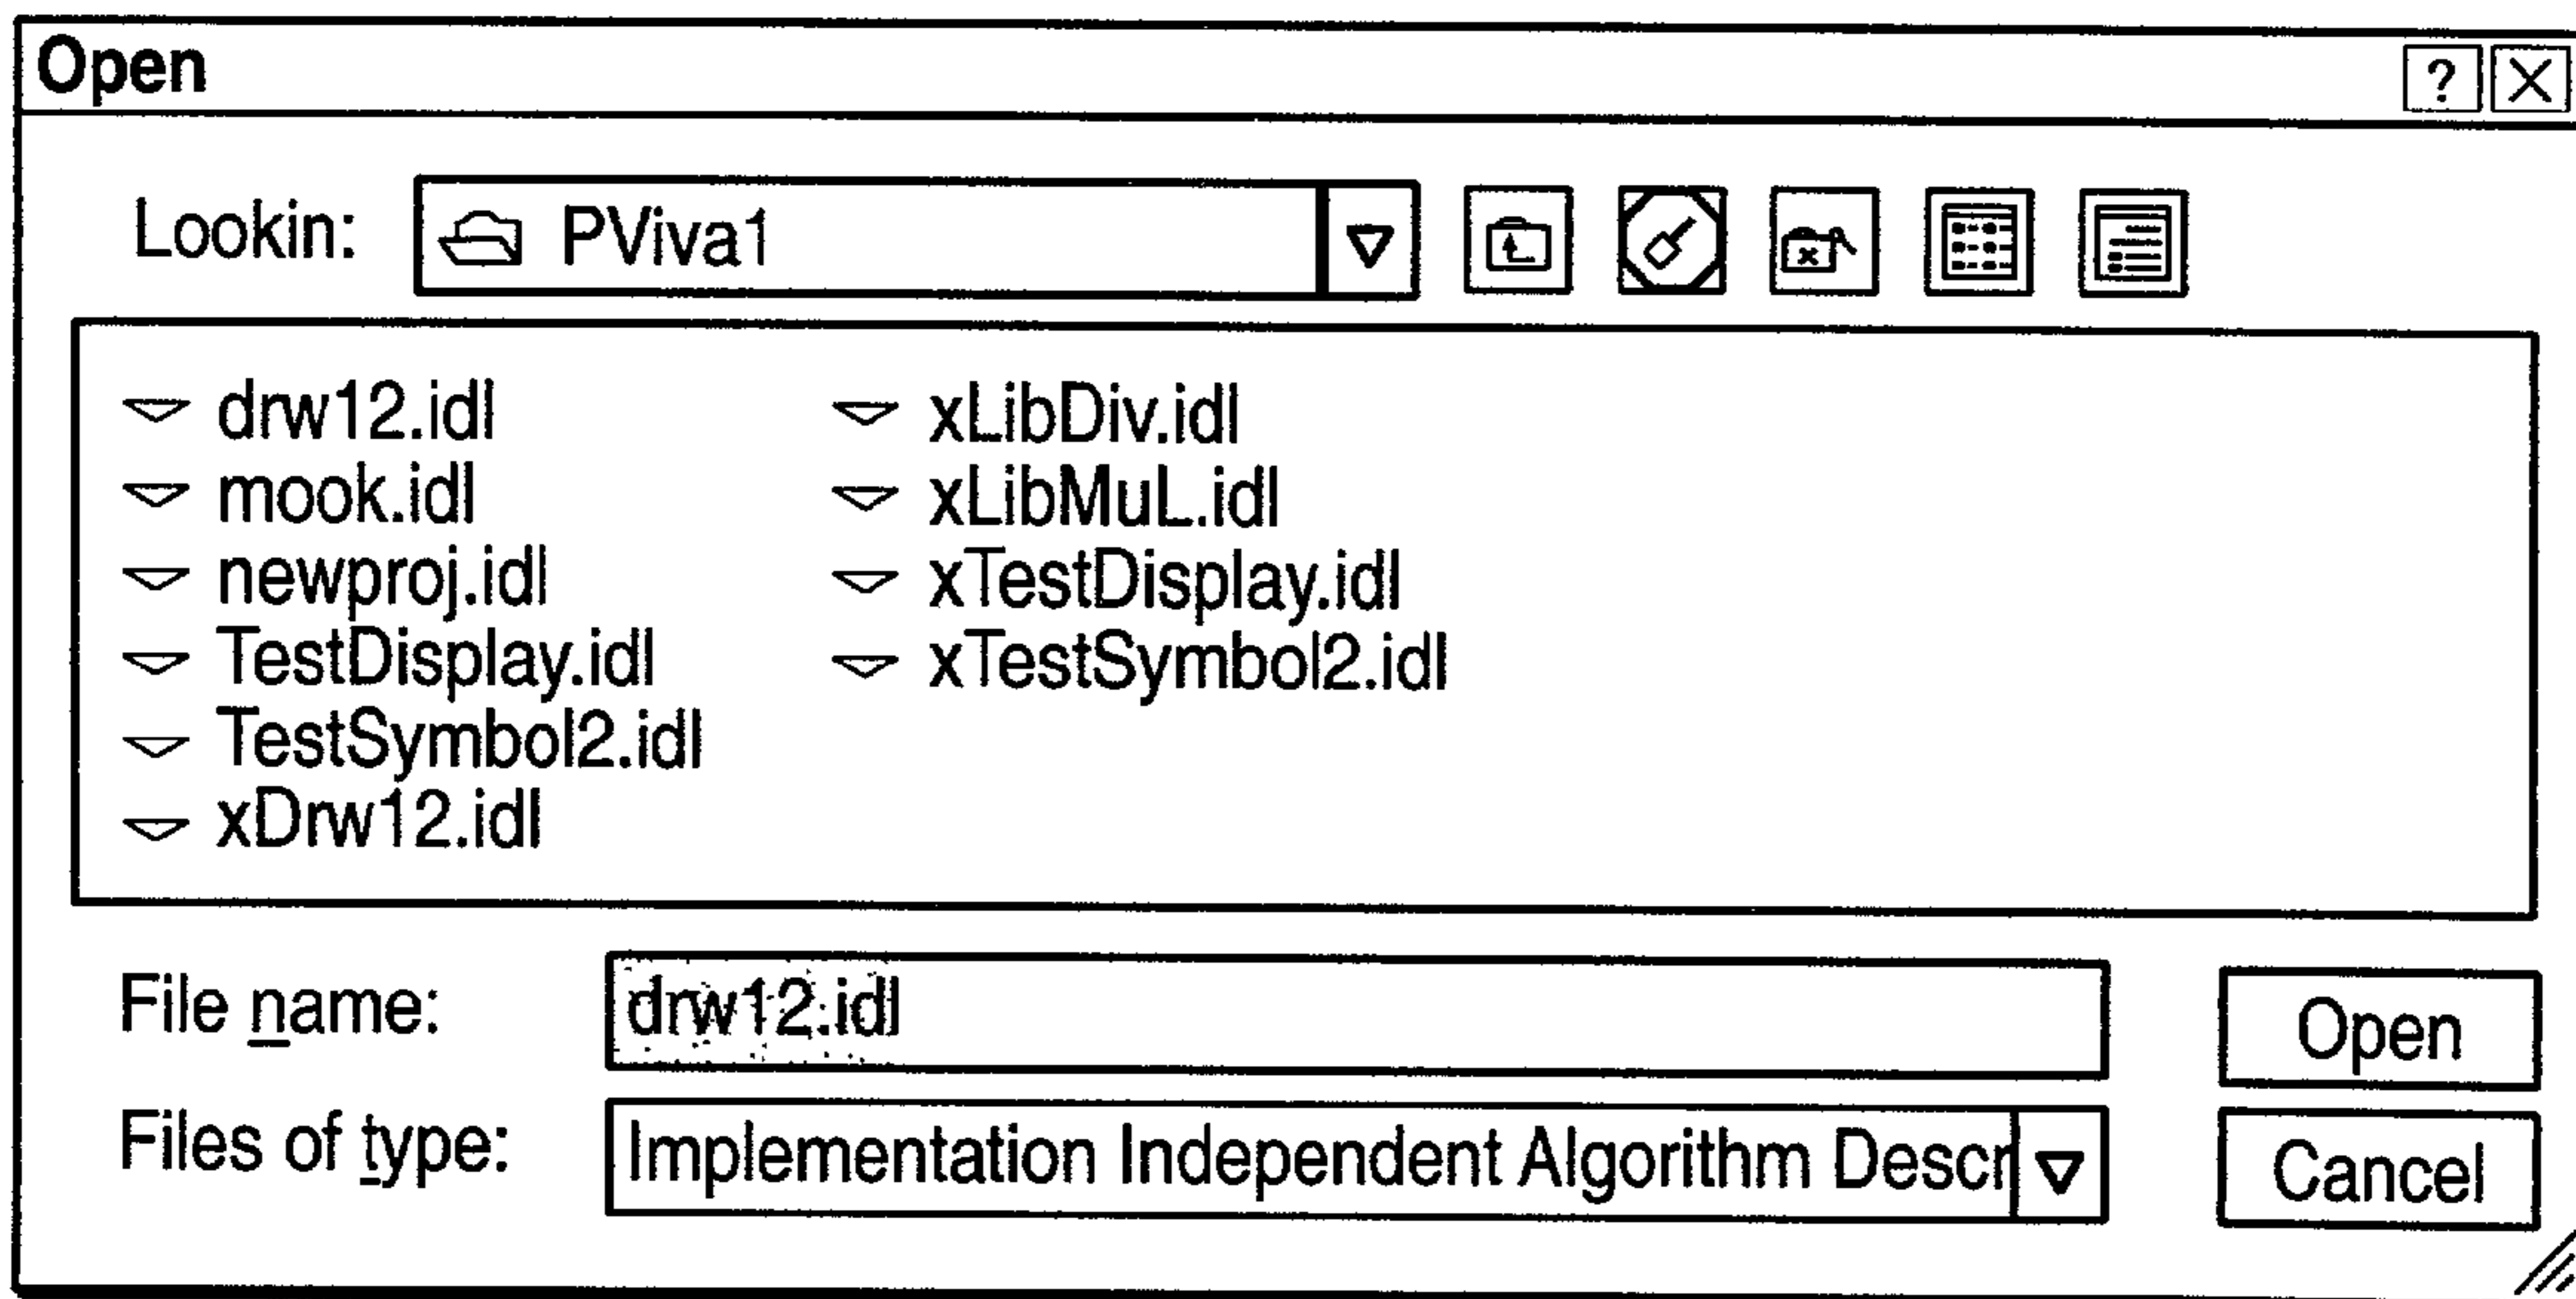 Open ?
Lookin: PViva1
drw12.idl
mook.idl
newproj.idl
TestDisplay.idl
TestSymbol2.idl
xDrw12.idl
xLibDiv.idl
xLibMuL.idl
xTestDisplay.idl
xTestSymbol2.idl
File name: drw12.idl Open
Files of type: Implementation Independent Algorithm Descr Cancel